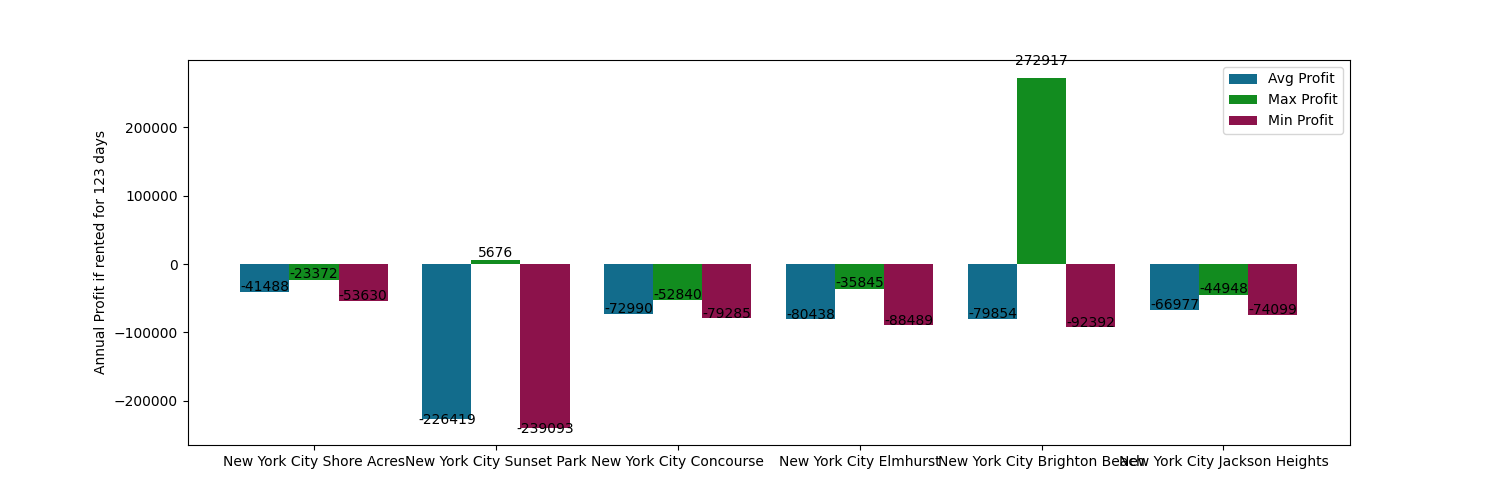 272917
Avg Profit
Max Profit
Min Profit
Annual Profit if rented for 123 days
200000
100000
0
−100000
−200000
-41488
-23372
-53630
-226419
5676
-239093
-72990
-52840
-79285
-80438
-35845
-88489
-79854
-92392
-66977
-44948
-74099
New York City Shore Acres
New York City Sunset Park
New York City Concourse
New York City Elmhurst
New York City Brighton Beach
New York City Jackson Heights